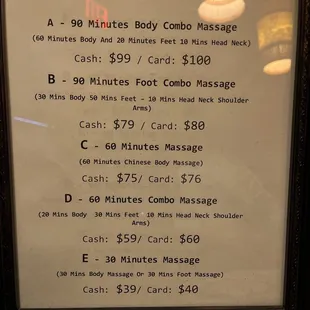 A - 90 Minutes Body Combo Massage
(60 Minutes Body And 20 Minutes Feet 10 Mins Head Neck)
Cash: $99 / Card: $100
B - 90 Minutes Foot Combo Massage
(30 Mins Body 50 Mins Feet - 10 Mins Head Neck Shoulder
Arms)
Cash: $79 / Card: $80
C - 60 Minutes Massage
(60 Minutes Chinese Body Massage)
Cash: $75/ Card: $76
D - 60 Minutes Combo Massage
(20 Mins Body 30 Mins Feet 10 Mins Head Neck Shoulder
Arms)
Cash: $59/ Card: $60
E - 30 Minutes Massage
(30 Mins Body Massage Or 30 Mins Foot Massage)
Cash: $39/ Card: $40